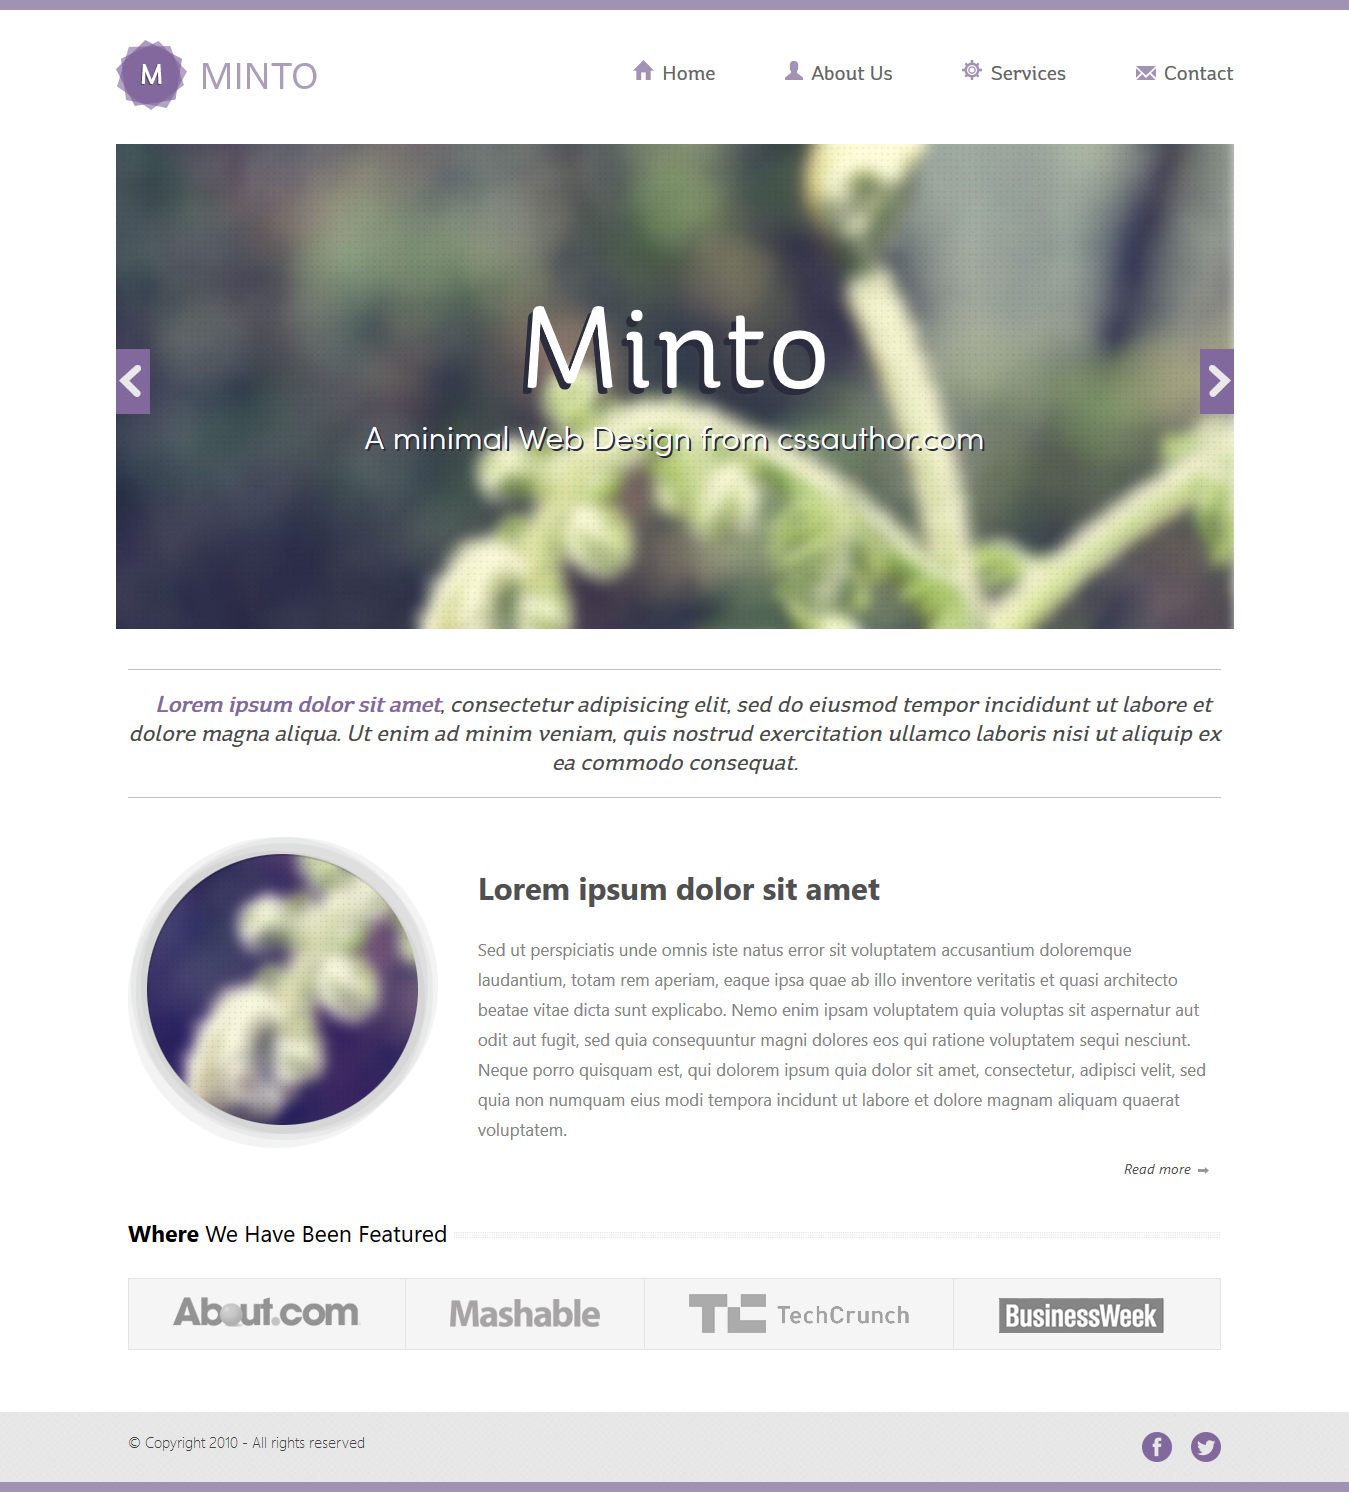 M MINTO
Home About Us Services Contact
Minto
A minimal Web Design from cssauthor.com
Lorem ipsum dolor sit amet, consectetur adipisicing elit, sed do eiusmod tempor incididunt ut labore et
dolore magna aliqua. Ut enim ad minim veniam, quis nostrud exercitation ullamco laboris nisi ut aliquip ex
ea commodo consequat.
Lorem ipsum dolor sit amet
Sed ut perspiciatis unde omnis iste natus error sit voluptatem accusantium doloremque
laudantium, totam rem aperiam, eaque ipsa quae ab illo inventore veritatis et quasi architecto
beatae vitae dicta sunt explicabo. Nemo enim ipsam voluptatem quia voluptas sit aspernatur aut
odit aut fugit, sed quia consequuntur magni dolores eos qui ratione voluptatem sequi nesciunt.
Neque porro quisquam est, qui dolorem ipsum quia dolor sit amet, consectetur, adipisci velit, sed
quia non numquam eius modi tempora incidunt ut labore et dolore magnam aliquam quaerat
voluptatem.
Read more
Where We Have Been Featured
About.com Mashable TC TechCrunch BusinessWeek
© Copyright 2010 - All rights reserved